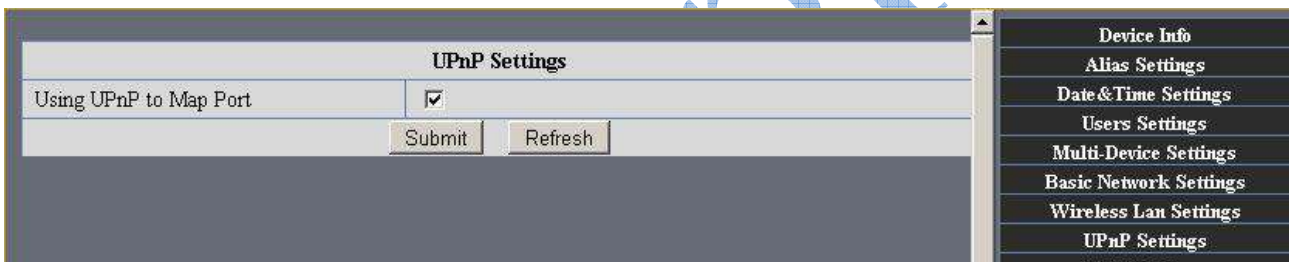 UPnP Settings
Using UPnP to Map Port
Submit Refresh
Device Info
Alias Settings
Date&Time Settings
Users Settings
Multi-Device Settings
Basic Network Settings
Wireless Lan Settings
UPnP Settings